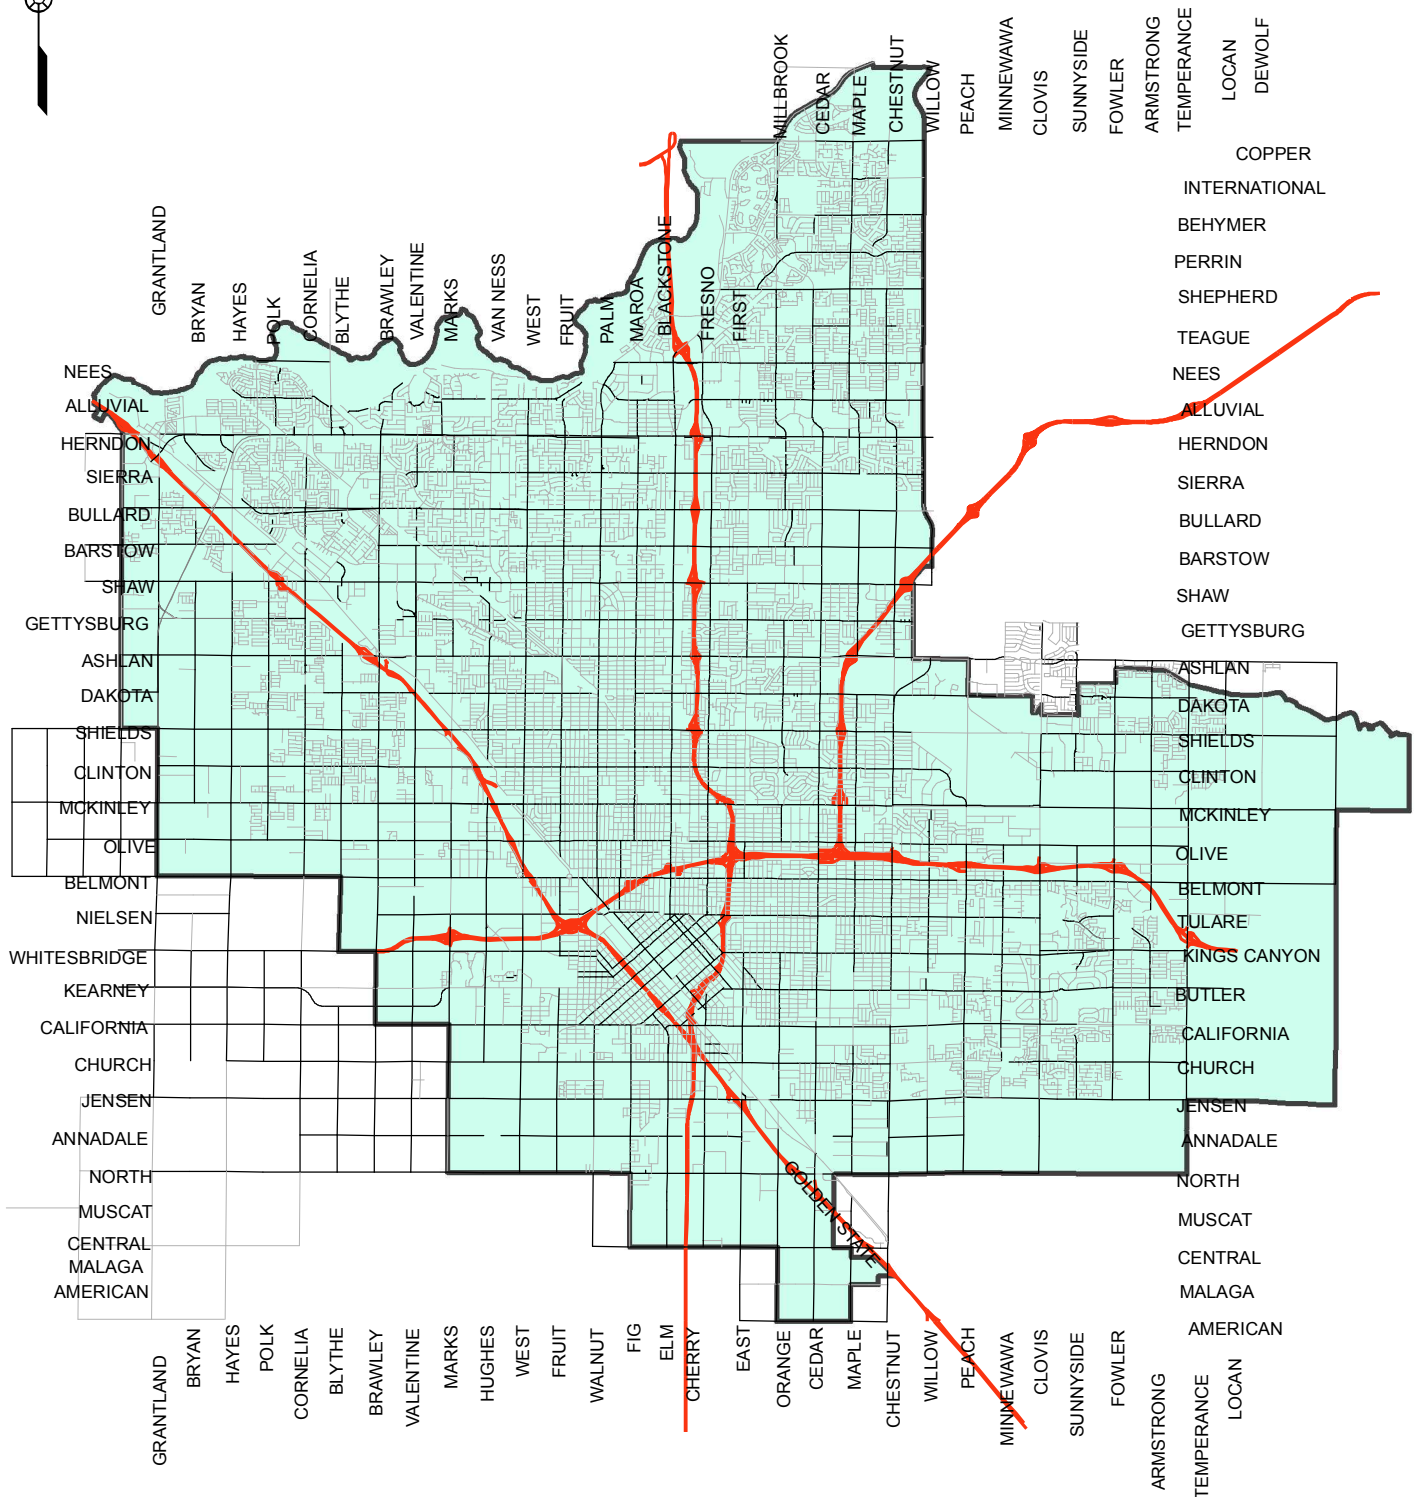 MILLBROOK
CEDAR
MAPLE
CHESTNUT
WILLOW
PEACH
MINNEWAWA
CLOVIS
SUNNYSIDE
FOWLER
ARMSTRONG
TEMPERANCE
LOCAN
DEWOLF
GRANTLAND
BRYAN
HAYES
POLK
CORNELIA
BLYTHE
BRAWLEY
VALENTINE
MARKS
VAN NESS
WEST
FRUIT
PALM
MAROA
BLACKSTONE
FRESNO
FIRST
COPPER
INTERNATIONAL
BEHYMER
PERRIN
SHEPHERD
TEAGUE
NEES
ALLUVIAL
HERNDON
SIERRA
BULLARD
BARSTOW
SHAW
GETTYSBURG
ASHLAN
DAKOTA
SHIELDS
CLINTON
MCKINLEY
OLIVE
BELMONT
TULARE
KINGS CANYON
BUTLER
CALIFORNIA
CHURCH
JENSEN
ANNADALE
NORTH
MUSCAT
CENTRAL
MALAGA
AMERICAN
NEES
ALLUVIAL
HERNDON
SIERRA
BULLARD
BARSTOW
SHAW
GETTYSBURG
ASHLAN
DAKOTA
SHIELDS
CLINTON
MCKINLEY
OLIVE
BELMONT
NIELSEN
WHITESBRIDGE
KEARNEY
CALIFORNIA
CHURCH
JENSEN
ANNADALE
NORTH
MUSCAT
CENTRAL
MALAGA
AMERICAN
GOLDEN STATE
GRANTLAND
BRYAN
HAYES
POLK
CORNELIA
BLYTHE
BRAWLEY
VALENTINE
MARKS
HUGHES
WEST
FRUIT
WALNUT
FIG
ELM
CHERRY
EAST
ORANGE
CEDAR
MAPLE
CHESTNUT
WILLOW
PEACH
MINNEWAWA
CLOVIS
SUNNYSIDE
FOWLER
ARMSTRONG
TEMPERANCE
LOCAN